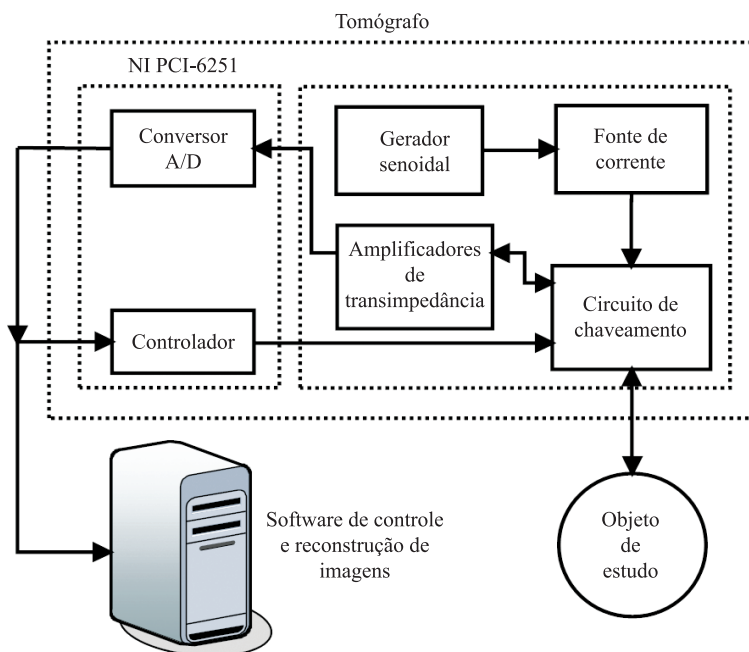 Tomógrafo
NI PCI-6251
Conversor
A/D
Gerador
senoidal
Fonte de
corrente
Amplificadores
de
transimpedância
Circuito de
chaveamento
Controlador
Software de controle
e reconstrução de
imagens
Objeto
de
estudo